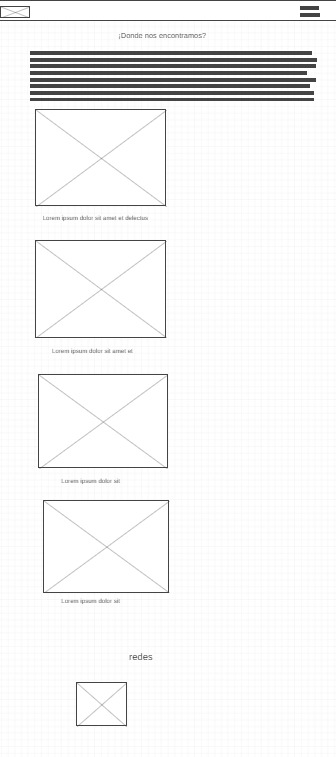 ¿Donde nos encontramos?
Lorem ipsum dolor sit amet et delectus
Lorem ipsum dolor sit amet et
Lorem ipsum dolor sit
Lorem ipsum dolor sit
redes